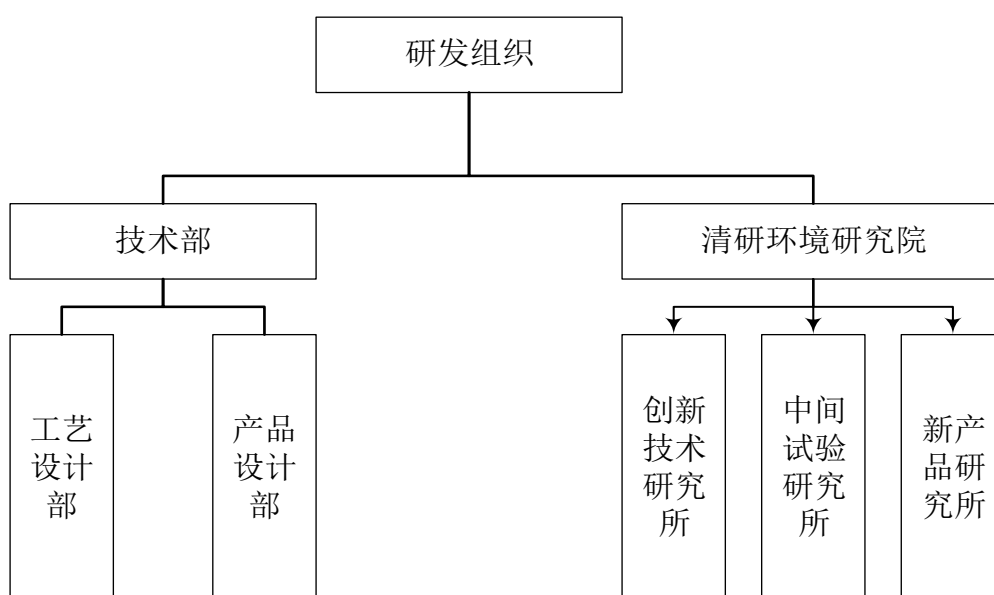 研发组织
技术部
清研环境研究院
工艺
设计
部
产品
设计
部
创新
技术
研究
所
中间
试验
研究
所
新产
品研
究所